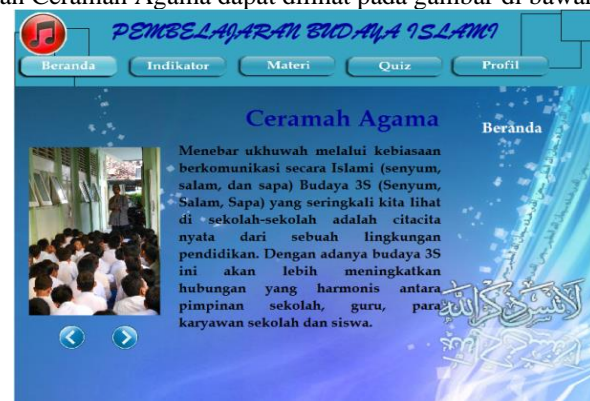 an Ceramah Agama dapat dilihat pada gambar di bawah
PEMBELAJARAN BUDAYA ISLAMI
Beranda Indikator Materi Quiz Profil
Ceramah Agama
Beranda
Menebar ukhuwah melalui kebiasaan
berkomunikasi secara Islami (senyum,
salam, dan sapa) Budaya 3S (Senyum,
Salam, Sapa) yang seringkali kita lihat
di sekolah-sekolah adalah citacita
nyata dari sebuah lingkungan
pendidikan. Dengan adanya budaya 3S
ini akan lebih meningkatkan
hubungan yang harmonis antara
pimpinan sekolah, guru, para
karyawan sekolah dan siswa.